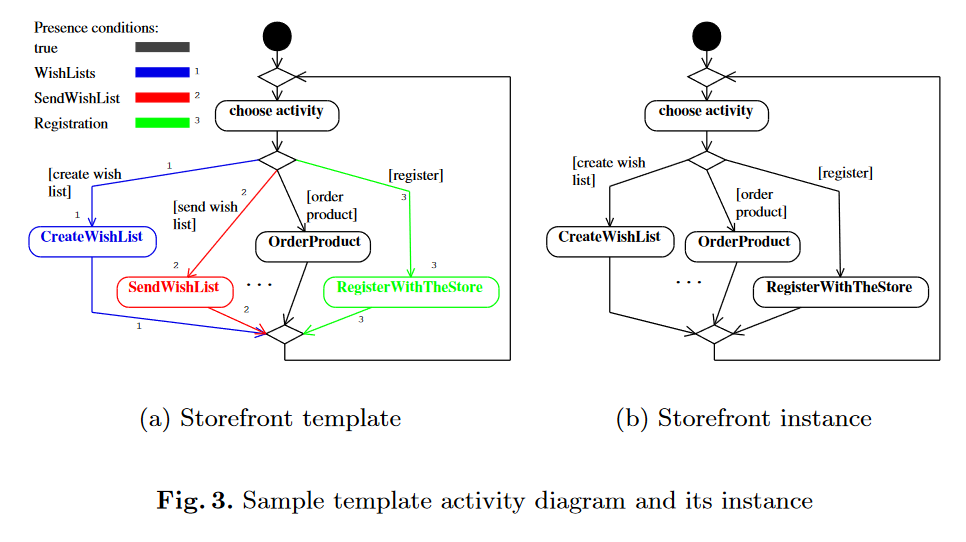 Presence conditions:
true
WishLists 1
SendWishList 2
Registration 3
choose activity
1
[create wish
list]
2
[send wish
list]
[order
product]
[register]
3
1
CreateWishList
OrderProduct
2
SendWishList
. . .
3
RegisterWithTheStore
1
2
3
choose activity
[create wish
list]
[order
product]
[register]
CreateWishList
OrderProduct
. . .
RegisterWithTheStore
(a) Storefront template
(b) Storefront instance
Fig. 3. Sample template activity diagram and its instance